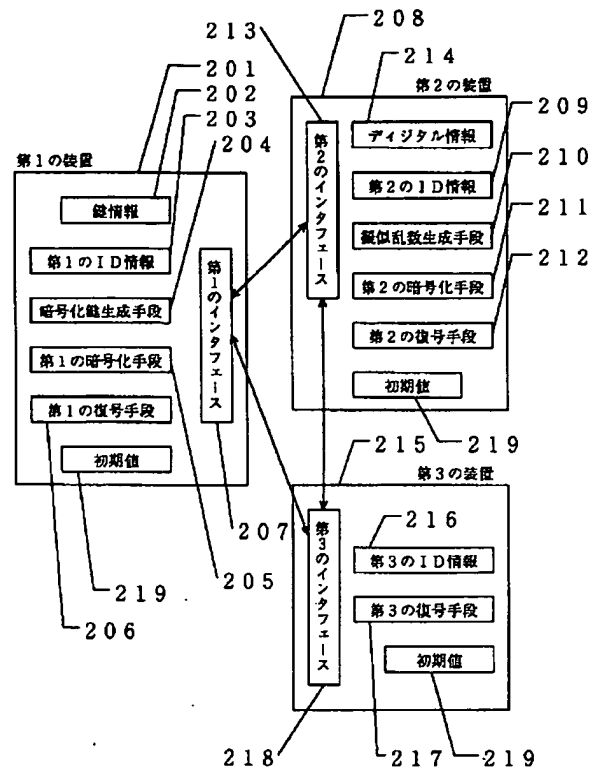 208
213
214
第2の装置
201
202
203
204
209
210
211
212
第1の装置
鍵情報
第1のID情報
暗号化鍵生成手段
第1の暗号化手段
第1の復号手段
初期値
第1のインタフェース
第2のインタフェース
ディジタル情報
第2のID情報
擬似乱数生成手段
第2の暗号化手段
第2の復号手段
初期値
219
215
第3の装置
216
207
205
219
206
第3のインタフェース
第3のID情報
第3の復号手段
初期値
218
217
219